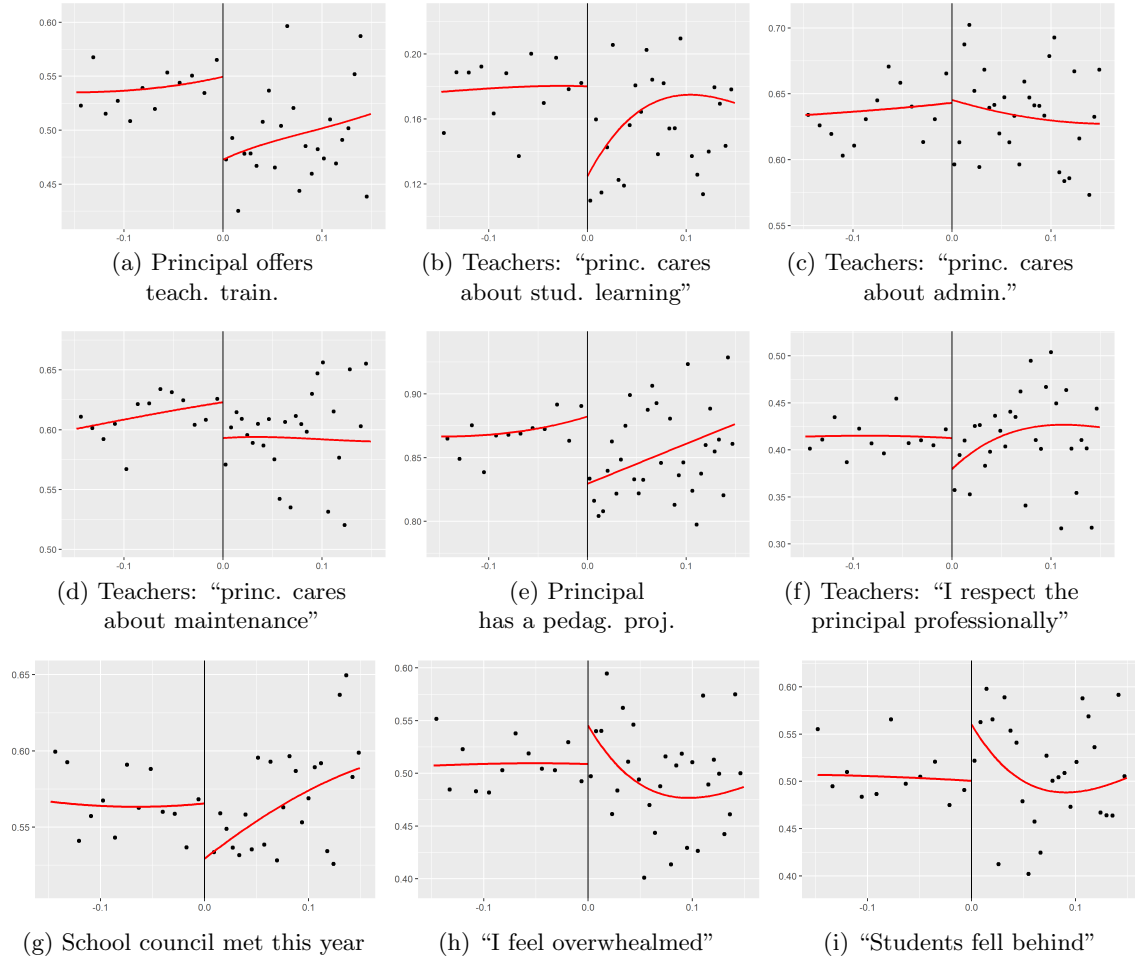 0.60
0.55
0.50
0.45
-0.1 0.0 0.1
(a) Principal offers
teach. train.
0.20
0.16
0.12
-0.1 0.0 0.1
(b) Teachers: “princ. cares
about stud. learning”
0.70
0.65
0.60
0.55
-0.1 0.0 0.1
(c) Teachers: “princ. cares
about admin.”
0.65
0.60
0.55
0.50
-0.1 0.0 0.1
(d) Teachers: “princ. cares
about maintenance”
0.90
0.85
0.80
-0.1 0.0 0.1
(e) Principal
has a pedag. proj.
0.50
0.45
0.40
0.35
0.30
-0.1 0.0 0.1
(f) Teachers: “I respect the
principal professionally”
0.65
0.60
0.55
-0.1 0.0 0.1
(g) School council met this year
0.60
0.55
0.50
0.45
0.40
-0.1 0.0 0.1
(h) “I feel overwhealmed”
0.60
0.55
0.50
0.45
0.40
-0.1 0.0 0.1
(i) “Students fell behind”